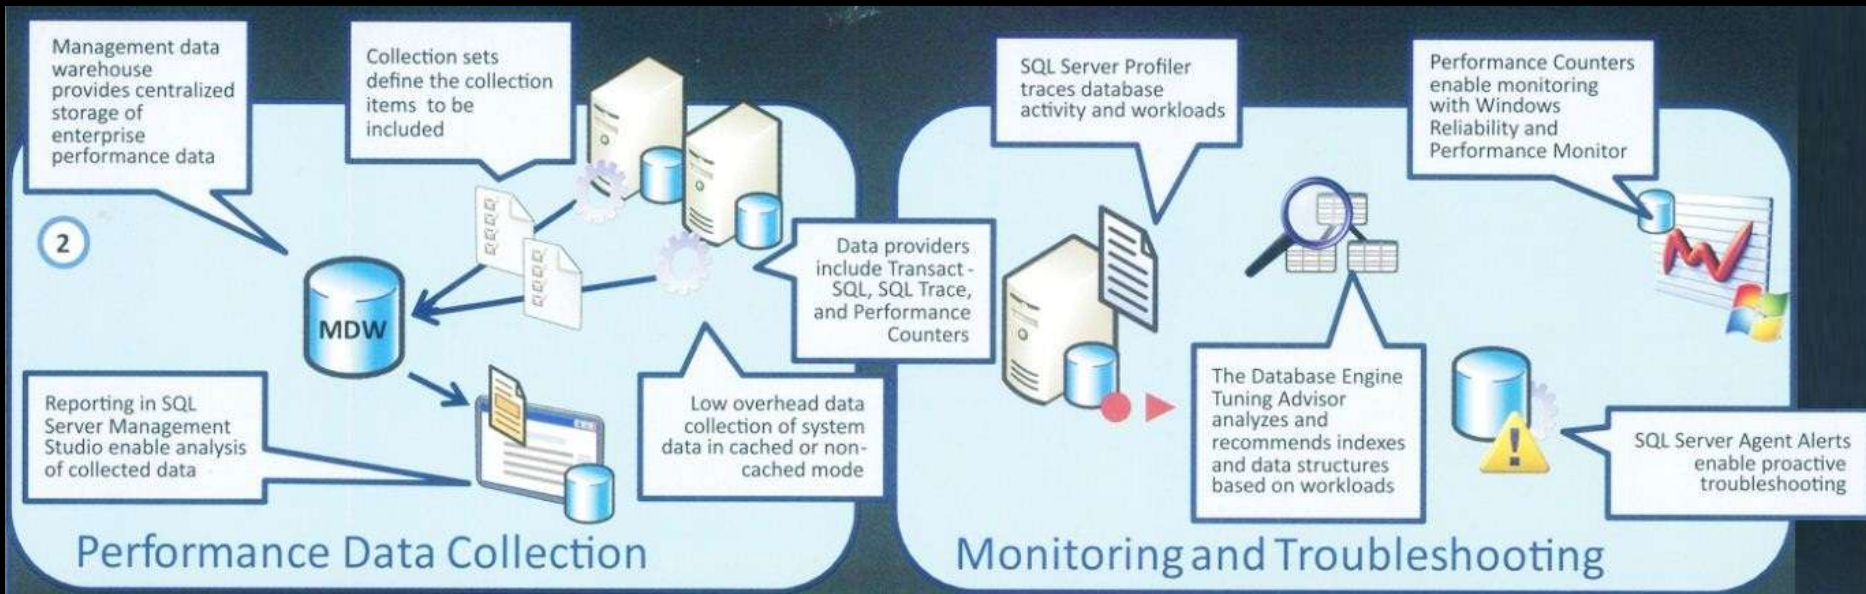 Management data
warehouse
provides centralized
storage of
enterprise
performance data
Collection sets
define the collection
items to be
included
2
Data providers
include Transact -
SQL, SQL Trace,
and Performance
Counters
MDW
Reporting in SQL
Server Management
Studio enable analysis
of collected data
Low overhead data
collection of system
data in cached or non-
cached mode
Performance Data Collection
SQL Server Profiler
traces database
activity and workloads
Performance Counters
enable monitoring
with Windows
Reliability and
Performance Monitor
The Database Engine
Tuning Advisor
analyzes and
recommends indexes
and data structures
based on workloads
SQL Server Agent Alerts
enable proactive
troubleshooting
Monitoring and Troubleshooting